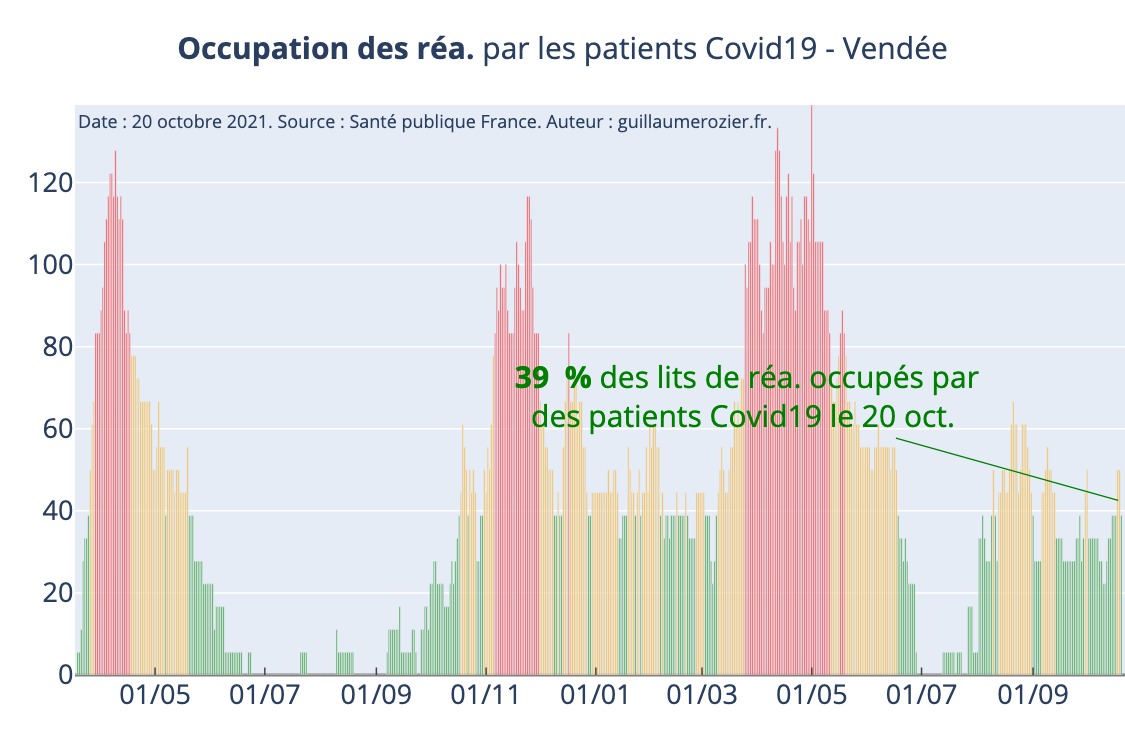 Occupation des réa. par les patients Covid19 - Vendée
Date : 20 octobre 2021. Source : Santé publique France. Auteur : guillaumerozier.fr.
120
100
80
39 % des lits de réa. occupés par
des patients Covid19 le 20 oct.
60
40
20
0
01/05 01/07 01/09 01/11 01/01 01/03 01/05 01/07 01/09